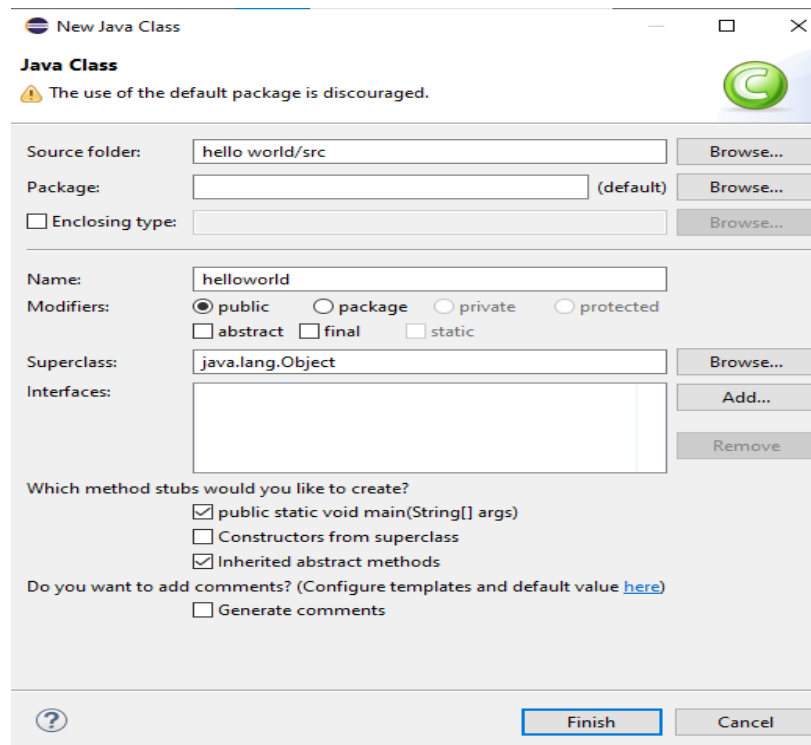 New Java Class
Java Class
The use of the default package is discouraged.
Source folder: hello world/src Browse...
Package: (default) Browse...
Enclosing type: Browse...
Name: helloworld
Modifiers: public package private protected
abstract final static
Superclass: java.lang.Object Browse...
Interfaces: Add...
Remove
Which method stubs would you like to create?
public static void main(String[] args)
Constructors from superclass
Inherited abstract methods
Do you want to add comments? (Configure templates and default value here)
Generate comments
Finish Cancel